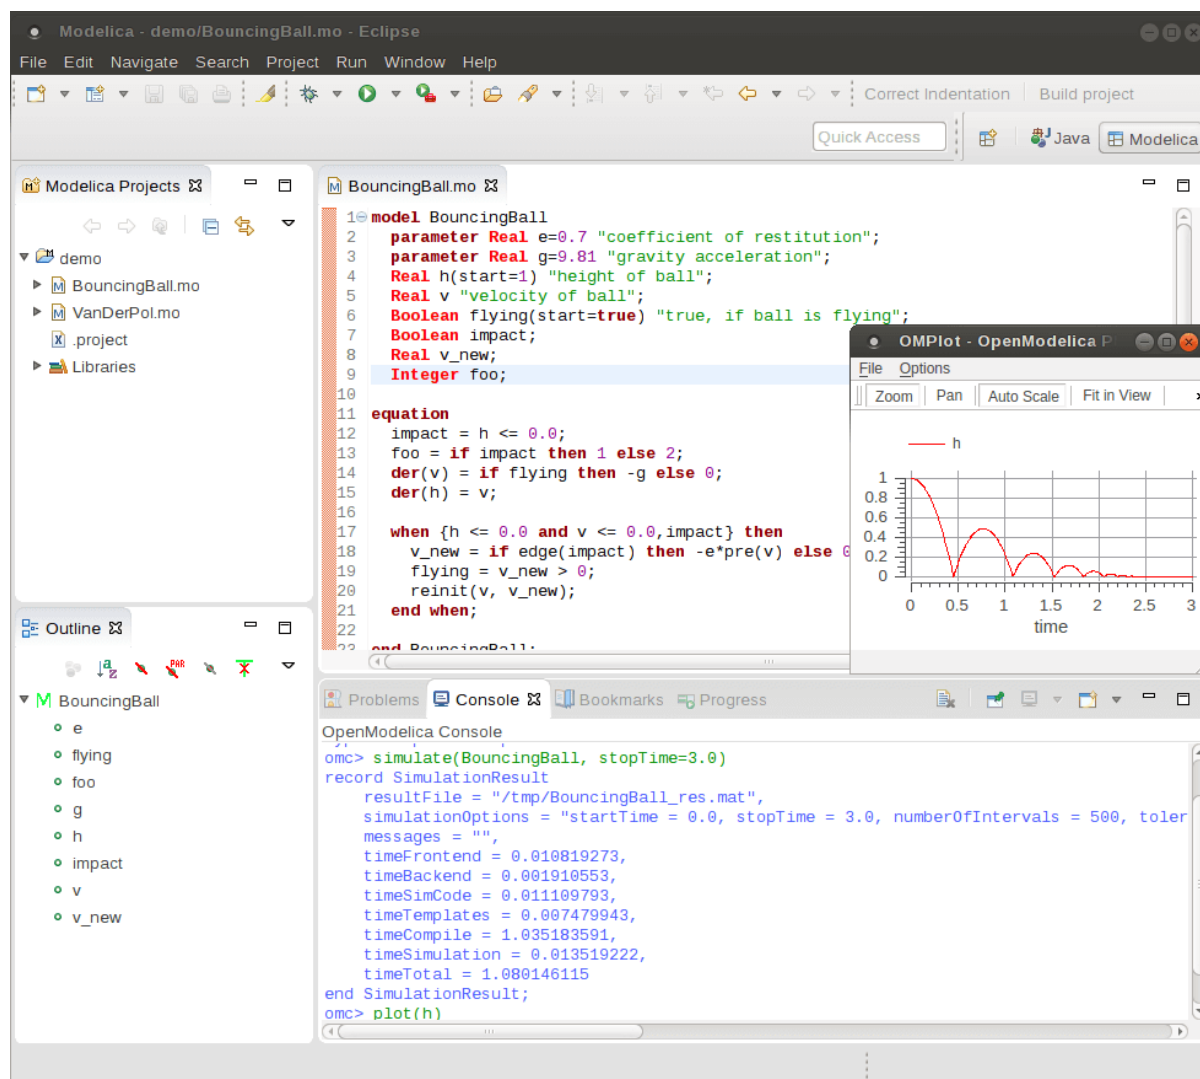 Modelica - demo/BouncingBall.mo - Eclipse
File Edit Navigate Search Project Run Window Help
Correct Indentation Build project
Quick Access Java Modelica
Modelica Projects
demo
BouncingBall.mo
VanDerPol.mo
.project
Libraries
BouncingBall.mo
1 model BouncingBall
2 parameter Real e=0.7 "coefficient of restitution";
3 parameter Real g=9.81 "gravity acceleration";
4 Real h(start=1) "height of ball";
5 Real v "velocity of ball";
6 Boolean flying(start=true) "true, if ball is flying";
7 Boolean impact;
8 Real v_new;
9 Integer foo;
10
11 equation
12 impact = h <= 0.0;
13 foo = if impact then 1 else 2;
14 der(v) = if flying then -g else 0;
15 der(h) = v;
16
17 when {h <= 0.0 and v <= 0.0,impact} then
18 v_new = if edge(impact) then -e*pre(v) else 0
19 flying = v_new > 0;
20 reinit(v, v_new);
21 end when;
22
23 end BouncingBall;
OMPlot - OpenModelica P
File Options
Zoom Pan Auto Scale Fit in View
h
1
0.8
0.6
0.4
0.2
0
0 0.5 1 1.5 2 2.5 3
time
Outline
BouncingBall
e
flying
foo
g
h
impact
v
v_new
Problems Console Bookmarks Progress
OpenModelica Console
omc> simulate(BouncingBall, stopTime=3.0)
record SimulationResult
resultFile = "/tmp/BouncingBall_res.mat",
simulationOptions = "startTime = 0.0, stopTime = 3.0, numberOfIntervals = 500, toler
messages = "",
timeFrontend = 0.010819273,
timeBackend = 0.001910553,
timeSimCode = 0.011109793,
timeTemplates = 0.007479943,
timeCompile = 1.035183591,
timeSimulation = 0.013519222,
timeTotal = 1.080146115
end SimulationResult;
omc> plot(h)